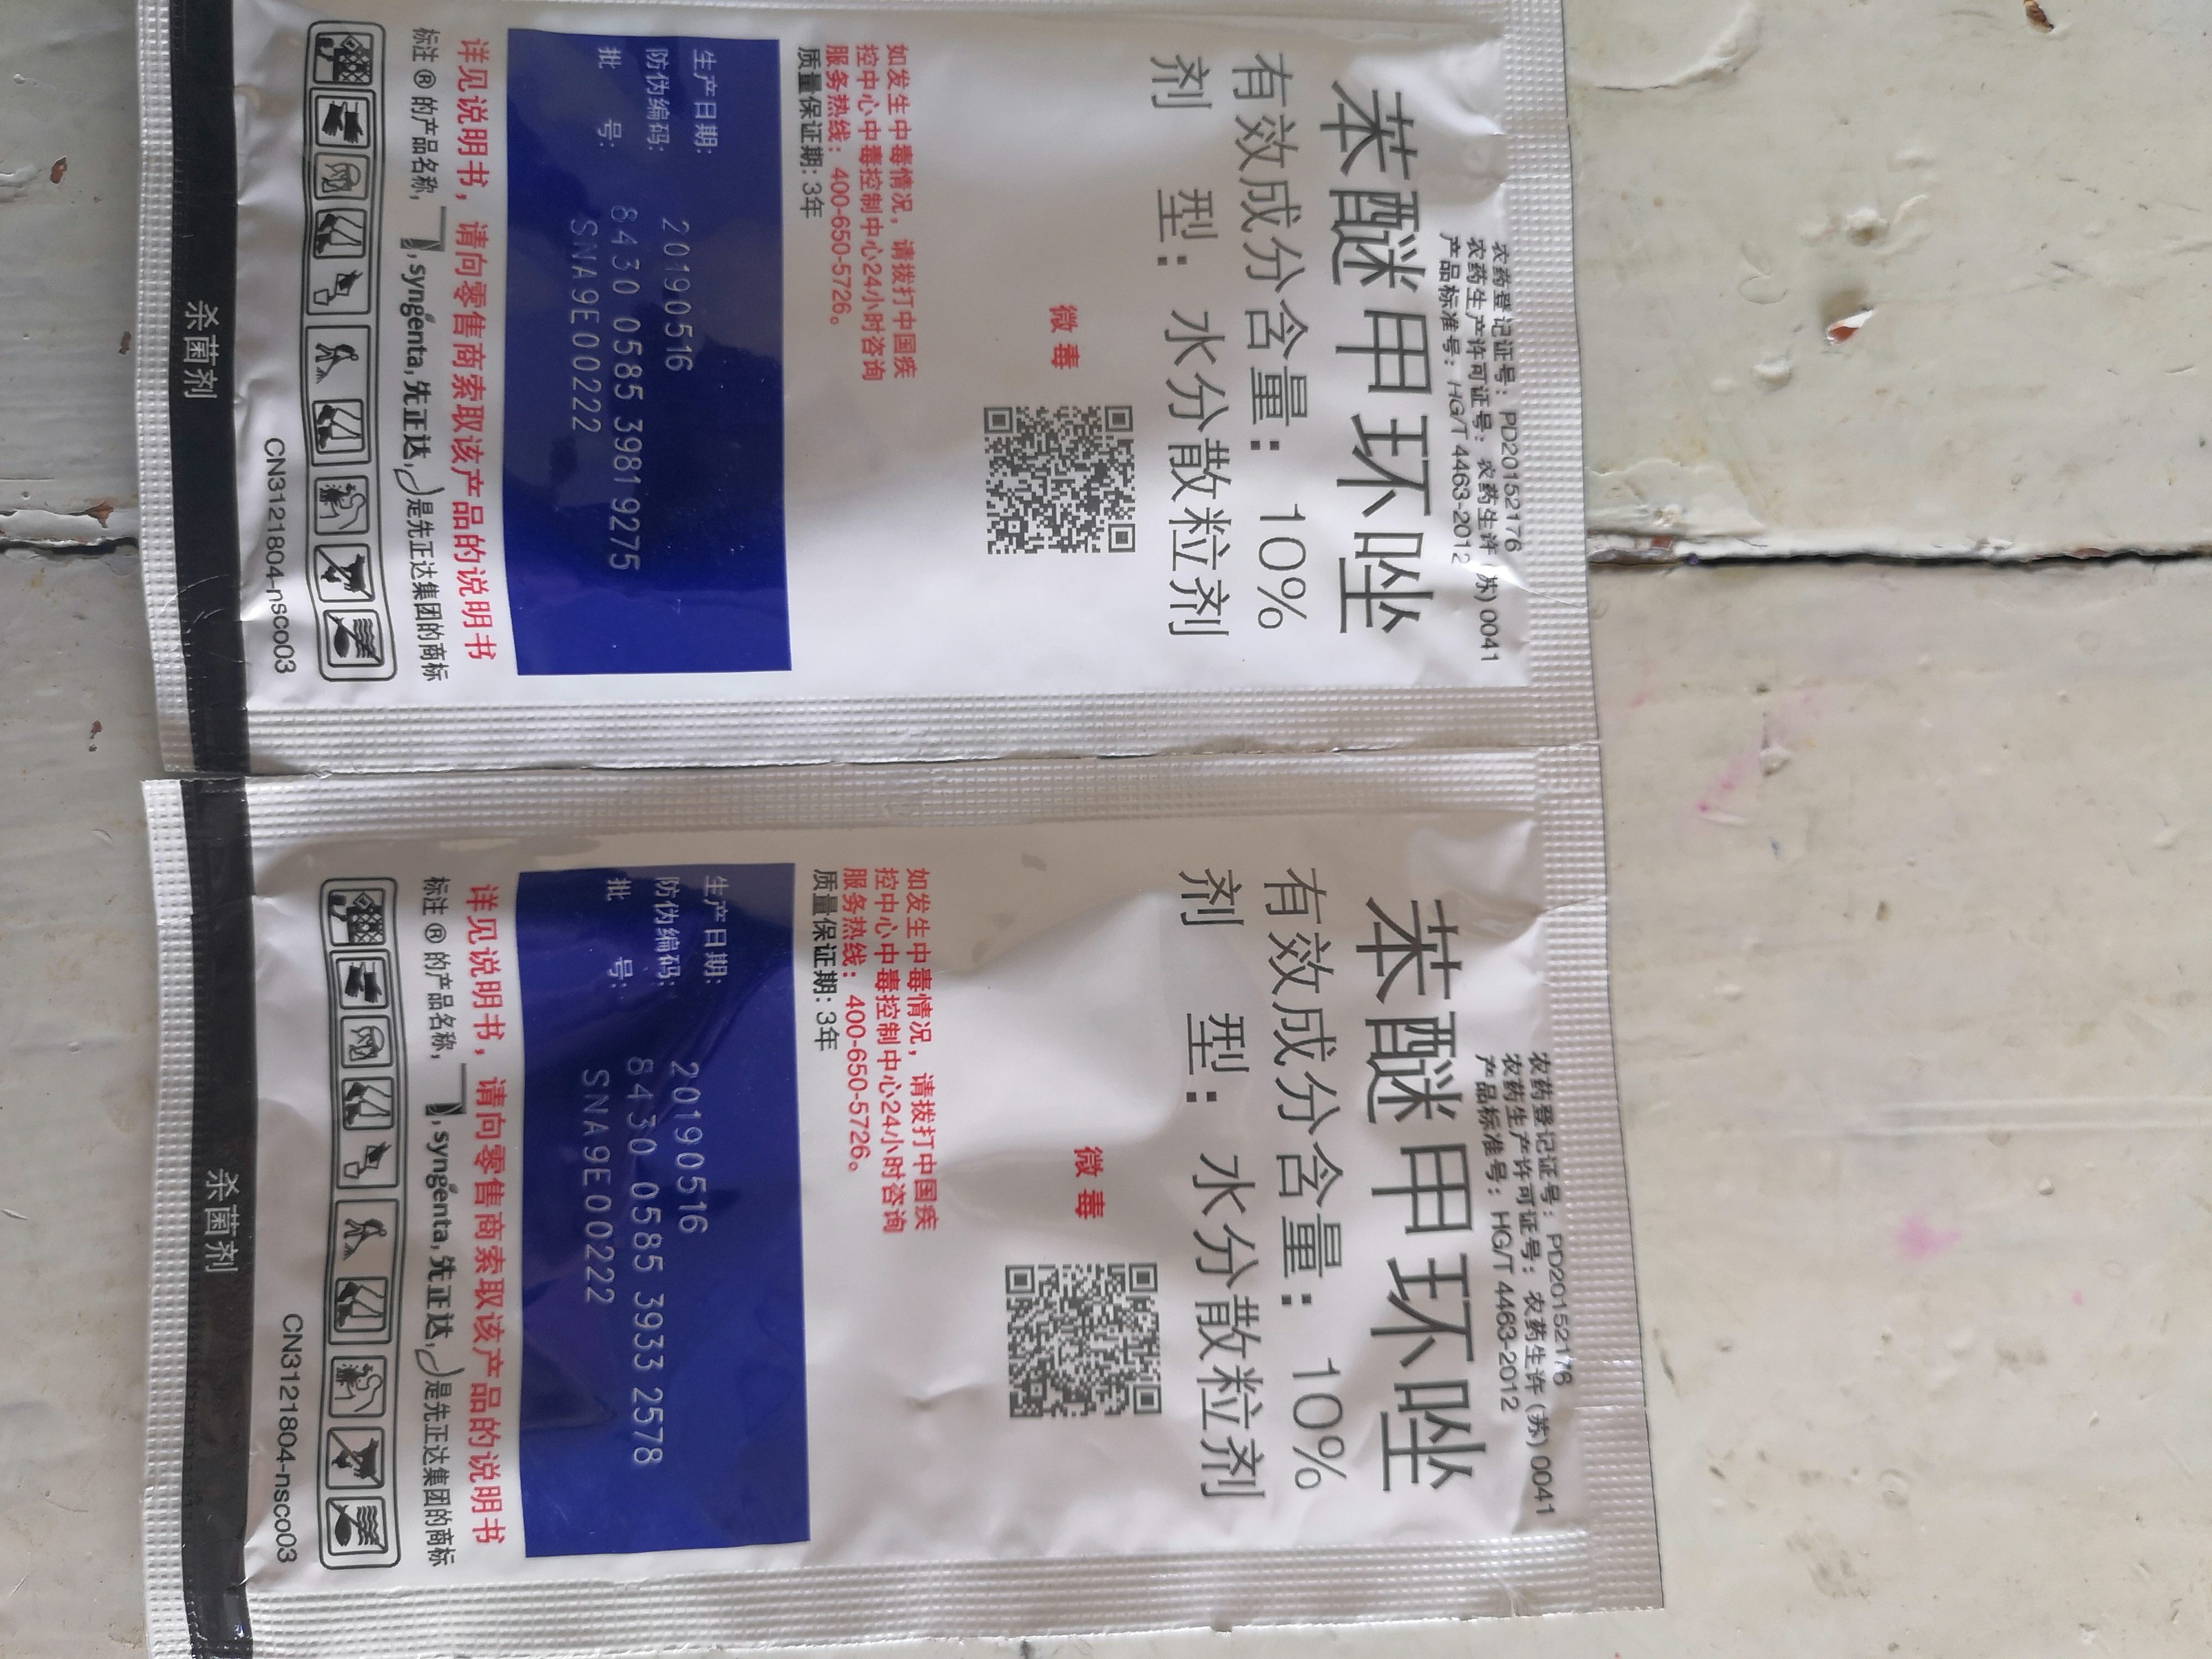 农药登记证号：PD20152176
农药生产许可证号：农药生许（苏）0041
产品标准号：HG/T 4463-2012
苯醚甲环唑
有效成分含量：10%
剂型：水分散粒剂
微毒
如发生中毒情况，请拨打中国疾
控中心中毒控制中心24小时咨询
服务热线：400-650-5726。
质量保证期：3年
生产日期：20190516
防伪编码：8430 0585 3981 9275
批号：SNA9E00222
详见说明书，请向零售商索取该产品的说明书
标注 ® 的产品名称， , syngenta, 先正达, 是先正达集团的商标
CN3121804-nsco03
杀菌剂
农药登记证号：PD20152176
农药生产许可证号：农药生许（苏）0041
产品标准号：HG/T 4463-2012
苯醚甲环唑
有效成分含量：10%
剂型：水分散粒剂
微毒
如发生中毒情况，请拨打中国疾
控中心中毒控制中心24小时咨询
服务热线：400-650-5726。
质量保证期：3年
生产日期：20190516
防伪编码：8430 0585 3933 2578
批号：SNA9E00222
详见说明书，请向零售商索取该产品的说明书
标注 ® 的产品名称， , syngenta, 先正达, 是先正达集团的商标
CN3121804-nsco03
杀菌剂